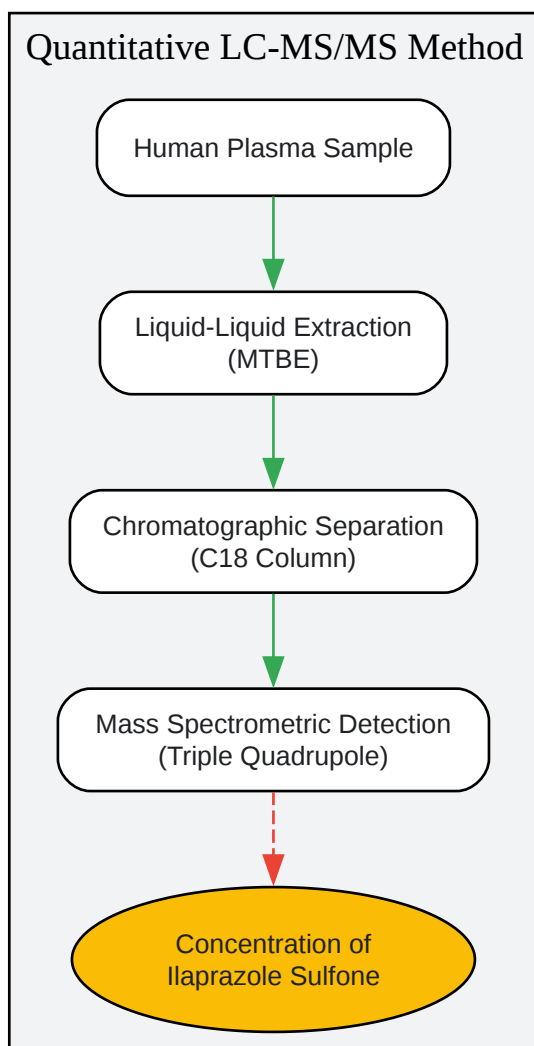 Quantitative LC-MS/MS Method
Human Plasma Sample
Liquid-Liquid Extraction
(MTBE)
Chromatographic Separation
(C18 Column)
Mass Spectrometric Detection
(Triple Quadrupole)
Concentration of
Ilaprazole Sulfone